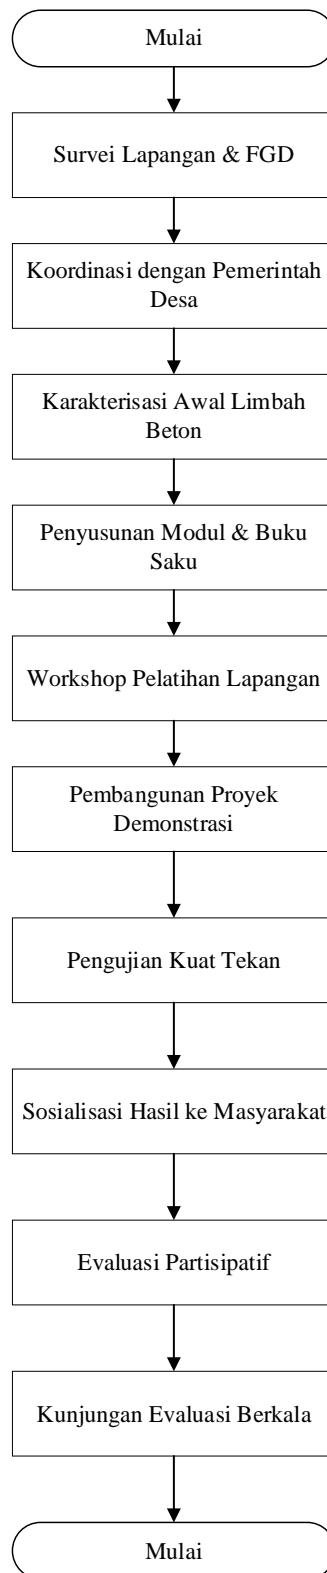 Mulai
Survei Lapangan & FGD
Koordinasi dengan Pemerintah
Desa
Karakterisasi Awal Limbah
Beton
Penyusunan Modul & Buku
Saku
Workshop Pelatihan Lapangan
Pembangunan Proyek
Demonstrasi
Pengujian Kuat Tekan
Sosialisasi Hasil ke Masyarakat
Evaluasi Partisipatif
Kunjungan Evaluasi Berkala
Mulai